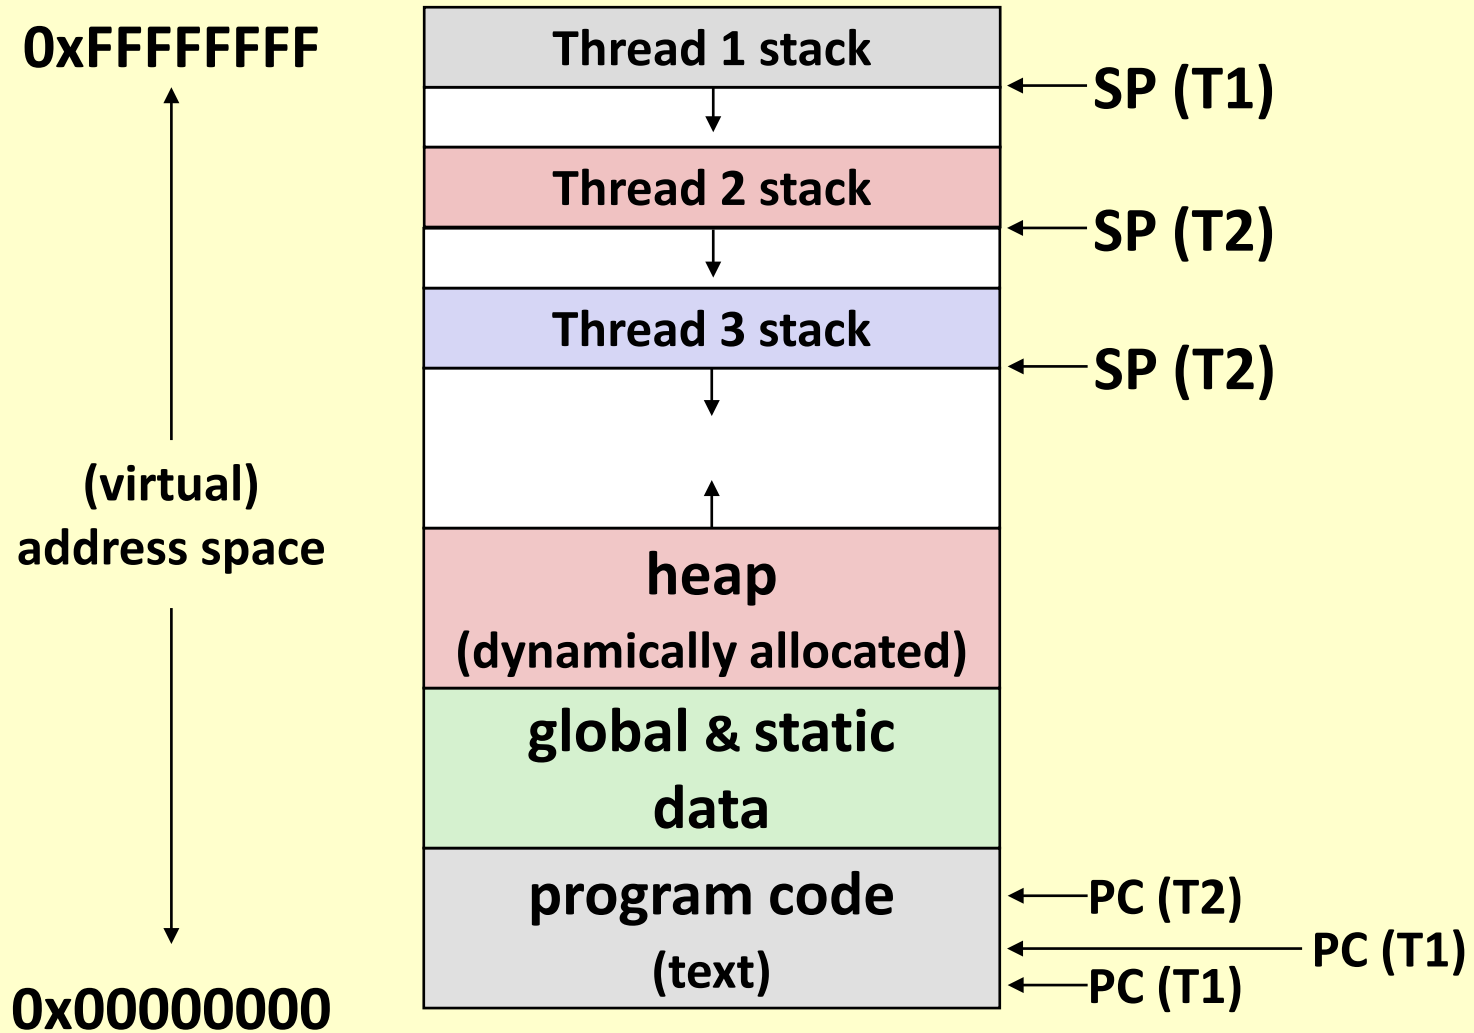 0xFFFFFFFF
Thread 1 stack
SP (T1)
Thread 2 stack
SP (T2)
Thread 3 stack
SP (T2)
(virtual)
address space
heap
(dynamically allocated)
global & static
data
program code
(text)
PC (T2)
PC (T1)
PC (T1)
0x00000000